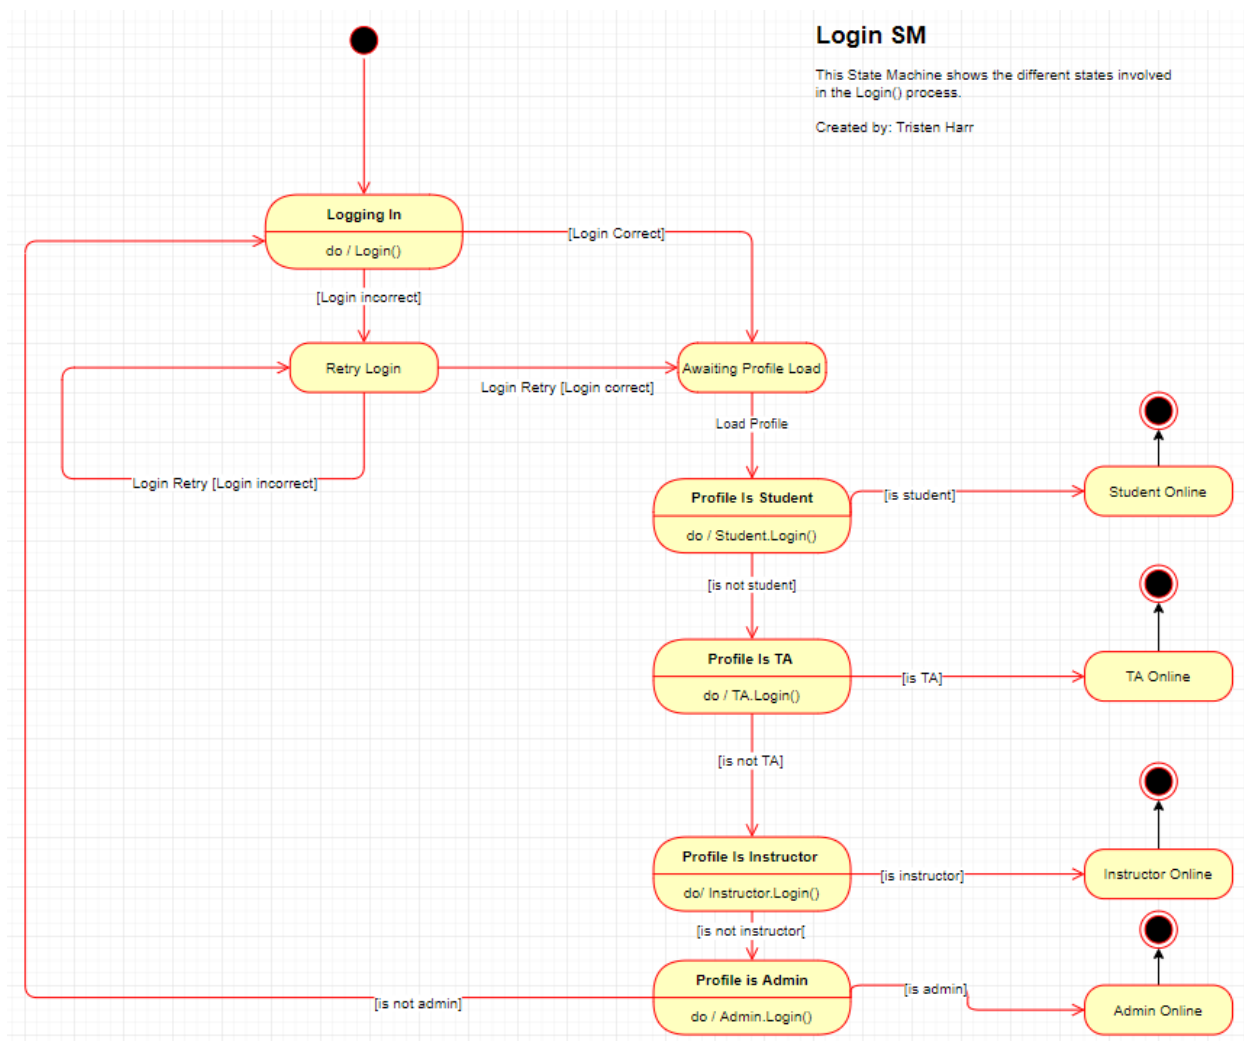 Login SM
This State Machine shows the different states involved
in the Login() process.
Created by: Tristen Harr
Logging In
do / Login()
[Login Correct]
[Login incorrect]
Retry Login
Login Retry [Login correct]
Awaiting Profile Load
Login Retry [Login incorrect]
Load Profile
Profile Is Student
do / Student.Login()
[is student]
Student Online
[is not student]
Profile Is TA
do / TA.Login()
[is TA]
TA Online
[is not TA]
Profile Is Instructor
do/ Instructor.Login()
[is instructor]
Instructor Online
[is not instructor[
Profile is Admin
do / Admin.Login()
[is admin]
Admin Online
[is not admin]